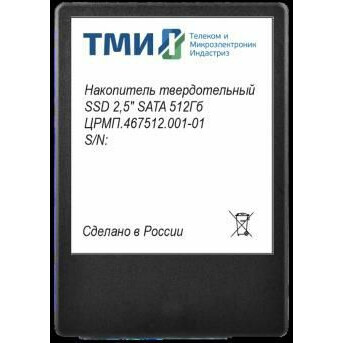 ТМИ
Телеком и
Микроэлектроник
Индастриз
Накопитель твердотельный
SSD 2,5" SATA 512Гб
ЦРМП.467512.001-01
S/N:
Сделано в России